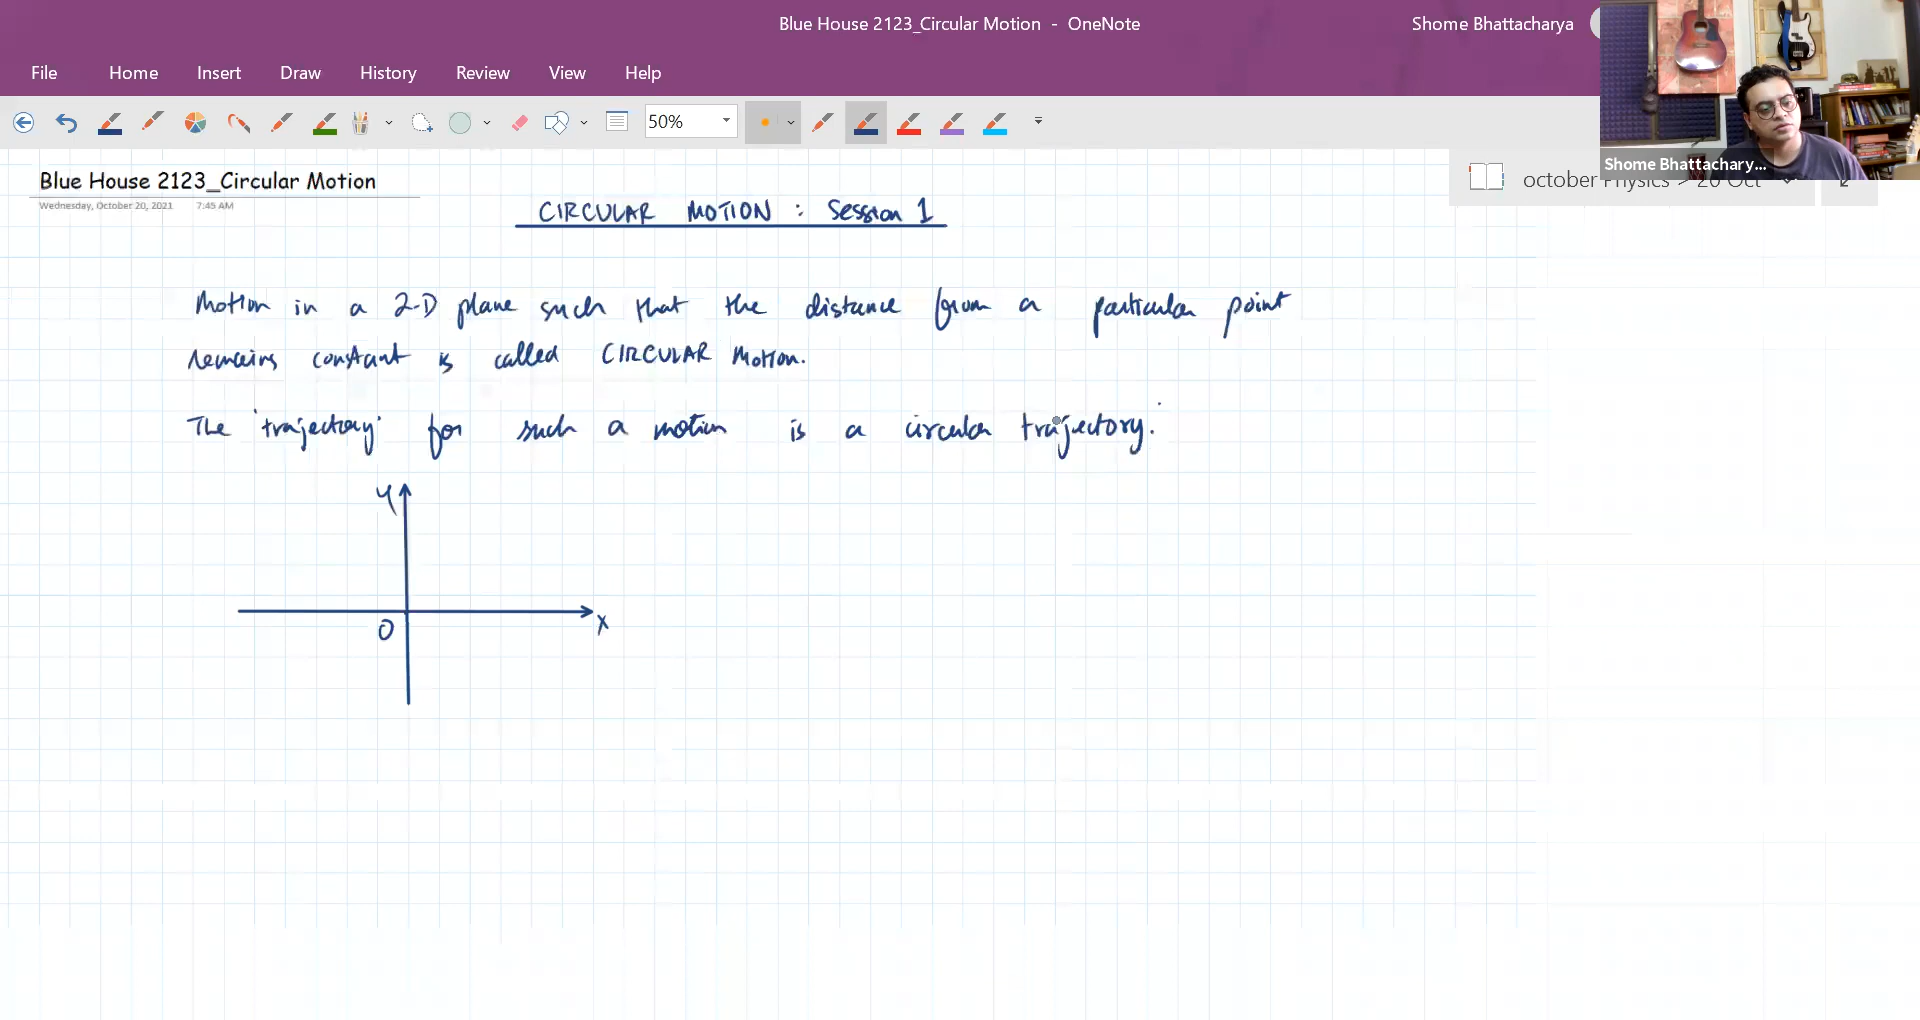 Blue House 2123_Circular Motion - OneNote
Shome Bhattacharya
File Home Insert Draw History Review View Help
50%
Shome Bhattachary...
october Physics > 20 Oct
Blue House 2123_Circular Motion
Wednesday, October 20, 2021 7:45 AM
CIRCULAR MOTION : Session 1
Motion in a 2-D plane such that the distance from a particular point
remains constant is called CIRCULAR Motion.
The 'trajectory' for such a motion is a circular trajectory.
Y
O
X